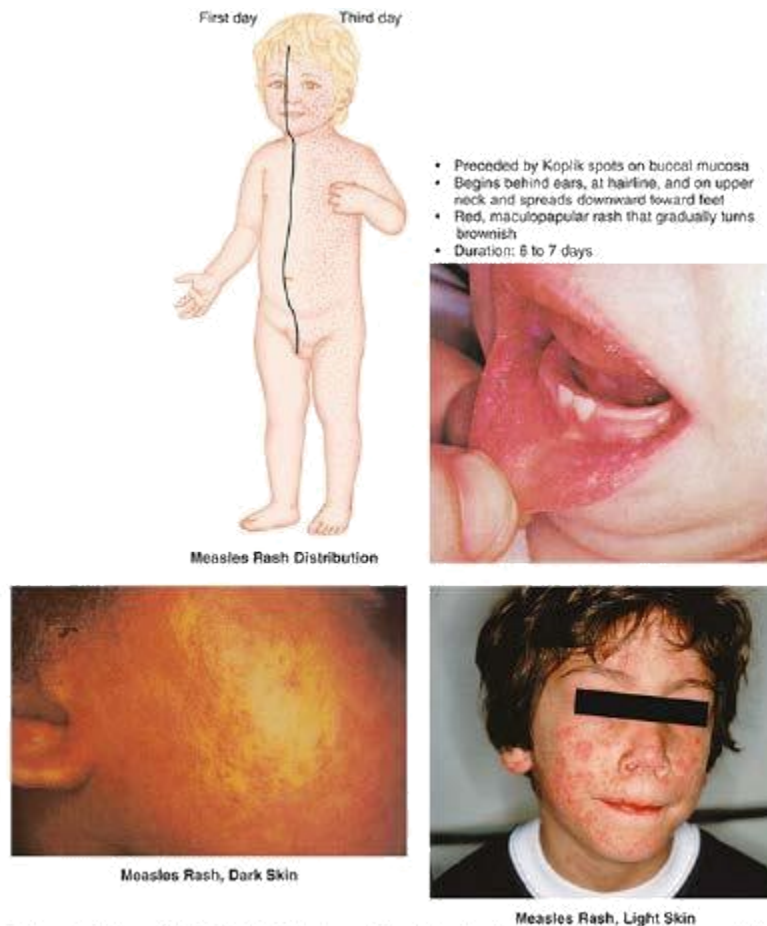 First day Third day
• Preceded by Koplik spots on buccal mucosa
• Begins behind ears, at hairline, and on upper
neck and spreads downward toward feet
• Red, maculopapular rash that gradually turns
brownish
• Duration: 6 to 7 days
Measles Rash Distribution
Measles Rash, Dark Skin
Measles Rash, Light Skin